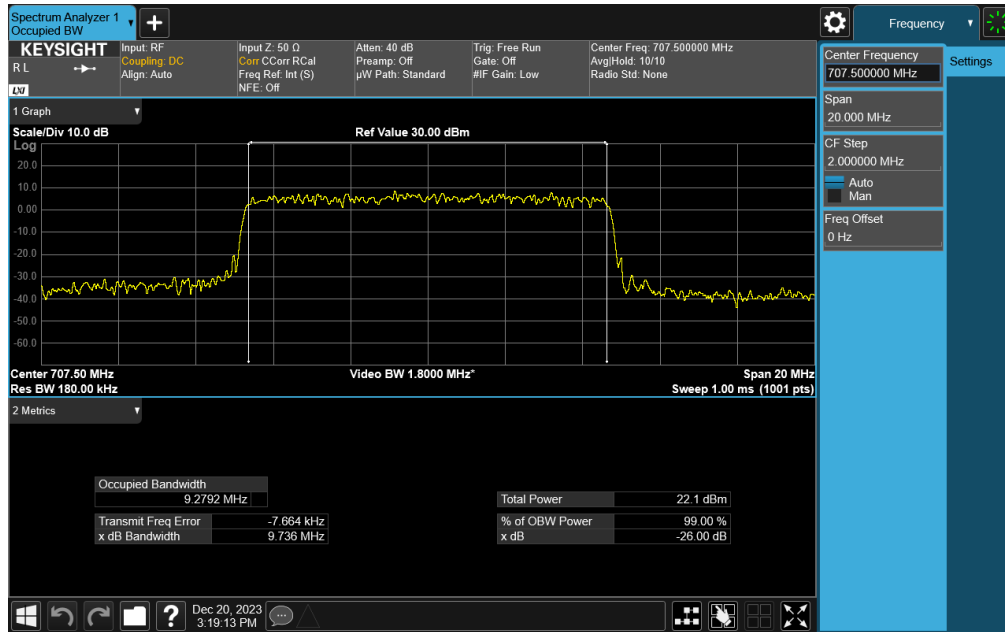 Spectrum Analyzer 1
Occupied BW
Frequency
KEYSIGHT
R L
LXI
Input: RF
Coupling: DC
Align: Auto
Input Z: 50 Ω
Corr CCorr RCal
Freq Ref: Int (S)
NFE: Off
Atten: 40 dB
Preamp: Off
µW Path: Standard
Trig: Free Run
Gate: Off
#IF Gain: Low
Center Freq: 707.500000 MHz
Avg|Hold: 10/10
Radio Std: None
Center Frequency
707.500000 MHz
Settings
Span
20.000 MHz
CF Step
2.000000 MHz
Auto
Man
Freq Offset
0 Hz
1 Graph
Scale/Div 10.0 dB
Ref Value 30.00 dBm
Log
20.0
10.0
0.00
-10.0
-20.0
-30.0
-40.0
-50.0
-60.0
Center 707.50 MHz
Video BW 1.8000 MHz*
Span 20 MHz
Res BW 180.00 kHz
Sweep 1.00 ms (1001 pts)
2 Metrics
Occupied Bandwidth
9.2792 MHz
Total Power 22.1 dBm
Transmit Freq Error -7.664 kHz
% of OBW Power 99.00 %
x dB Bandwidth 9.736 MHz
x dB -26.00 dB
Dec 20, 2023
3:19:13 PM